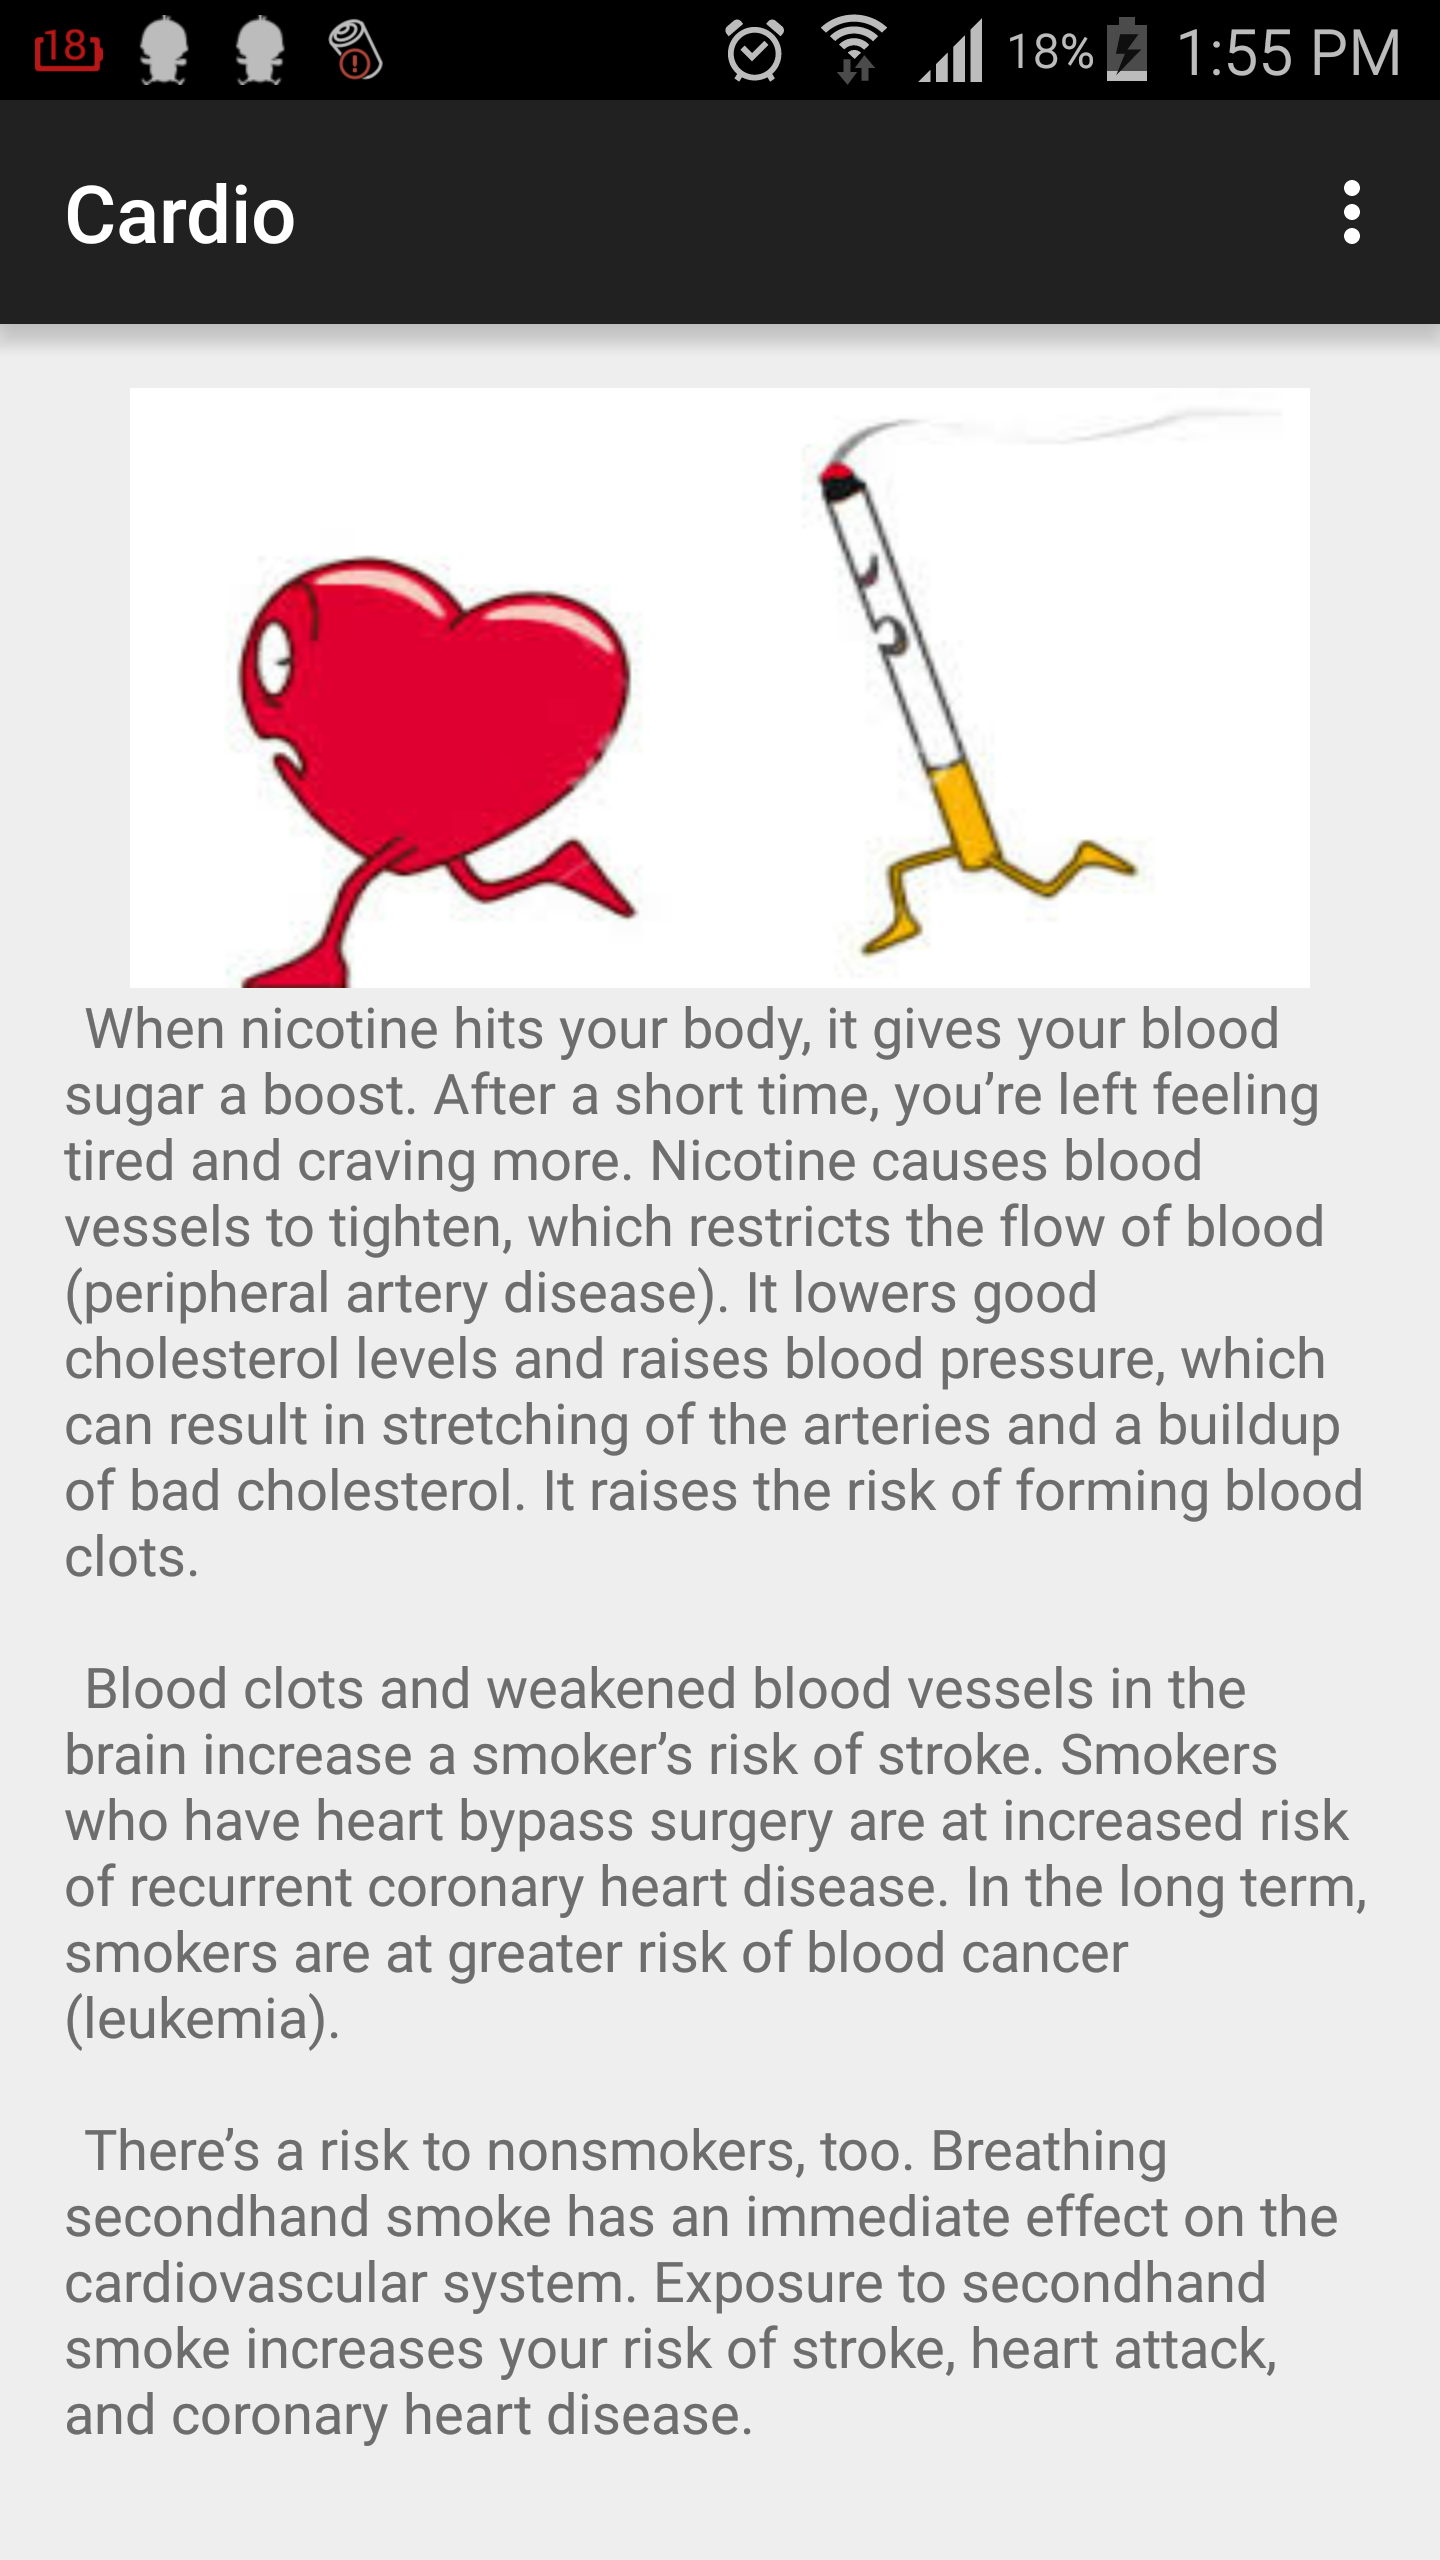 18 18% 1:55 PM
Cardio
When nicotine hits your body, it gives your blood
sugar a boost. After a short time, you’re left feeling
tired and craving more. Nicotine causes blood
vessels to tighten, which restricts the flow of blood
(peripheral artery disease). It lowers good
cholesterol levels and raises blood pressure, which
can result in stretching of the arteries and a buildup
of bad cholesterol. It raises the risk of forming blood
clots.
Blood clots and weakened blood vessels in the
brain increase a smoker’s risk of stroke. Smokers
who have heart bypass surgery are at increased risk
of recurrent coronary heart disease. In the long term,
smokers are at greater risk of blood cancer
(leukemia).
There’s a risk to nonsmokers, too. Breathing
secondhand smoke has an immediate effect on the
cardiovascular system. Exposure to secondhand
smoke increases your risk of stroke, heart attack,
and coronary heart disease.